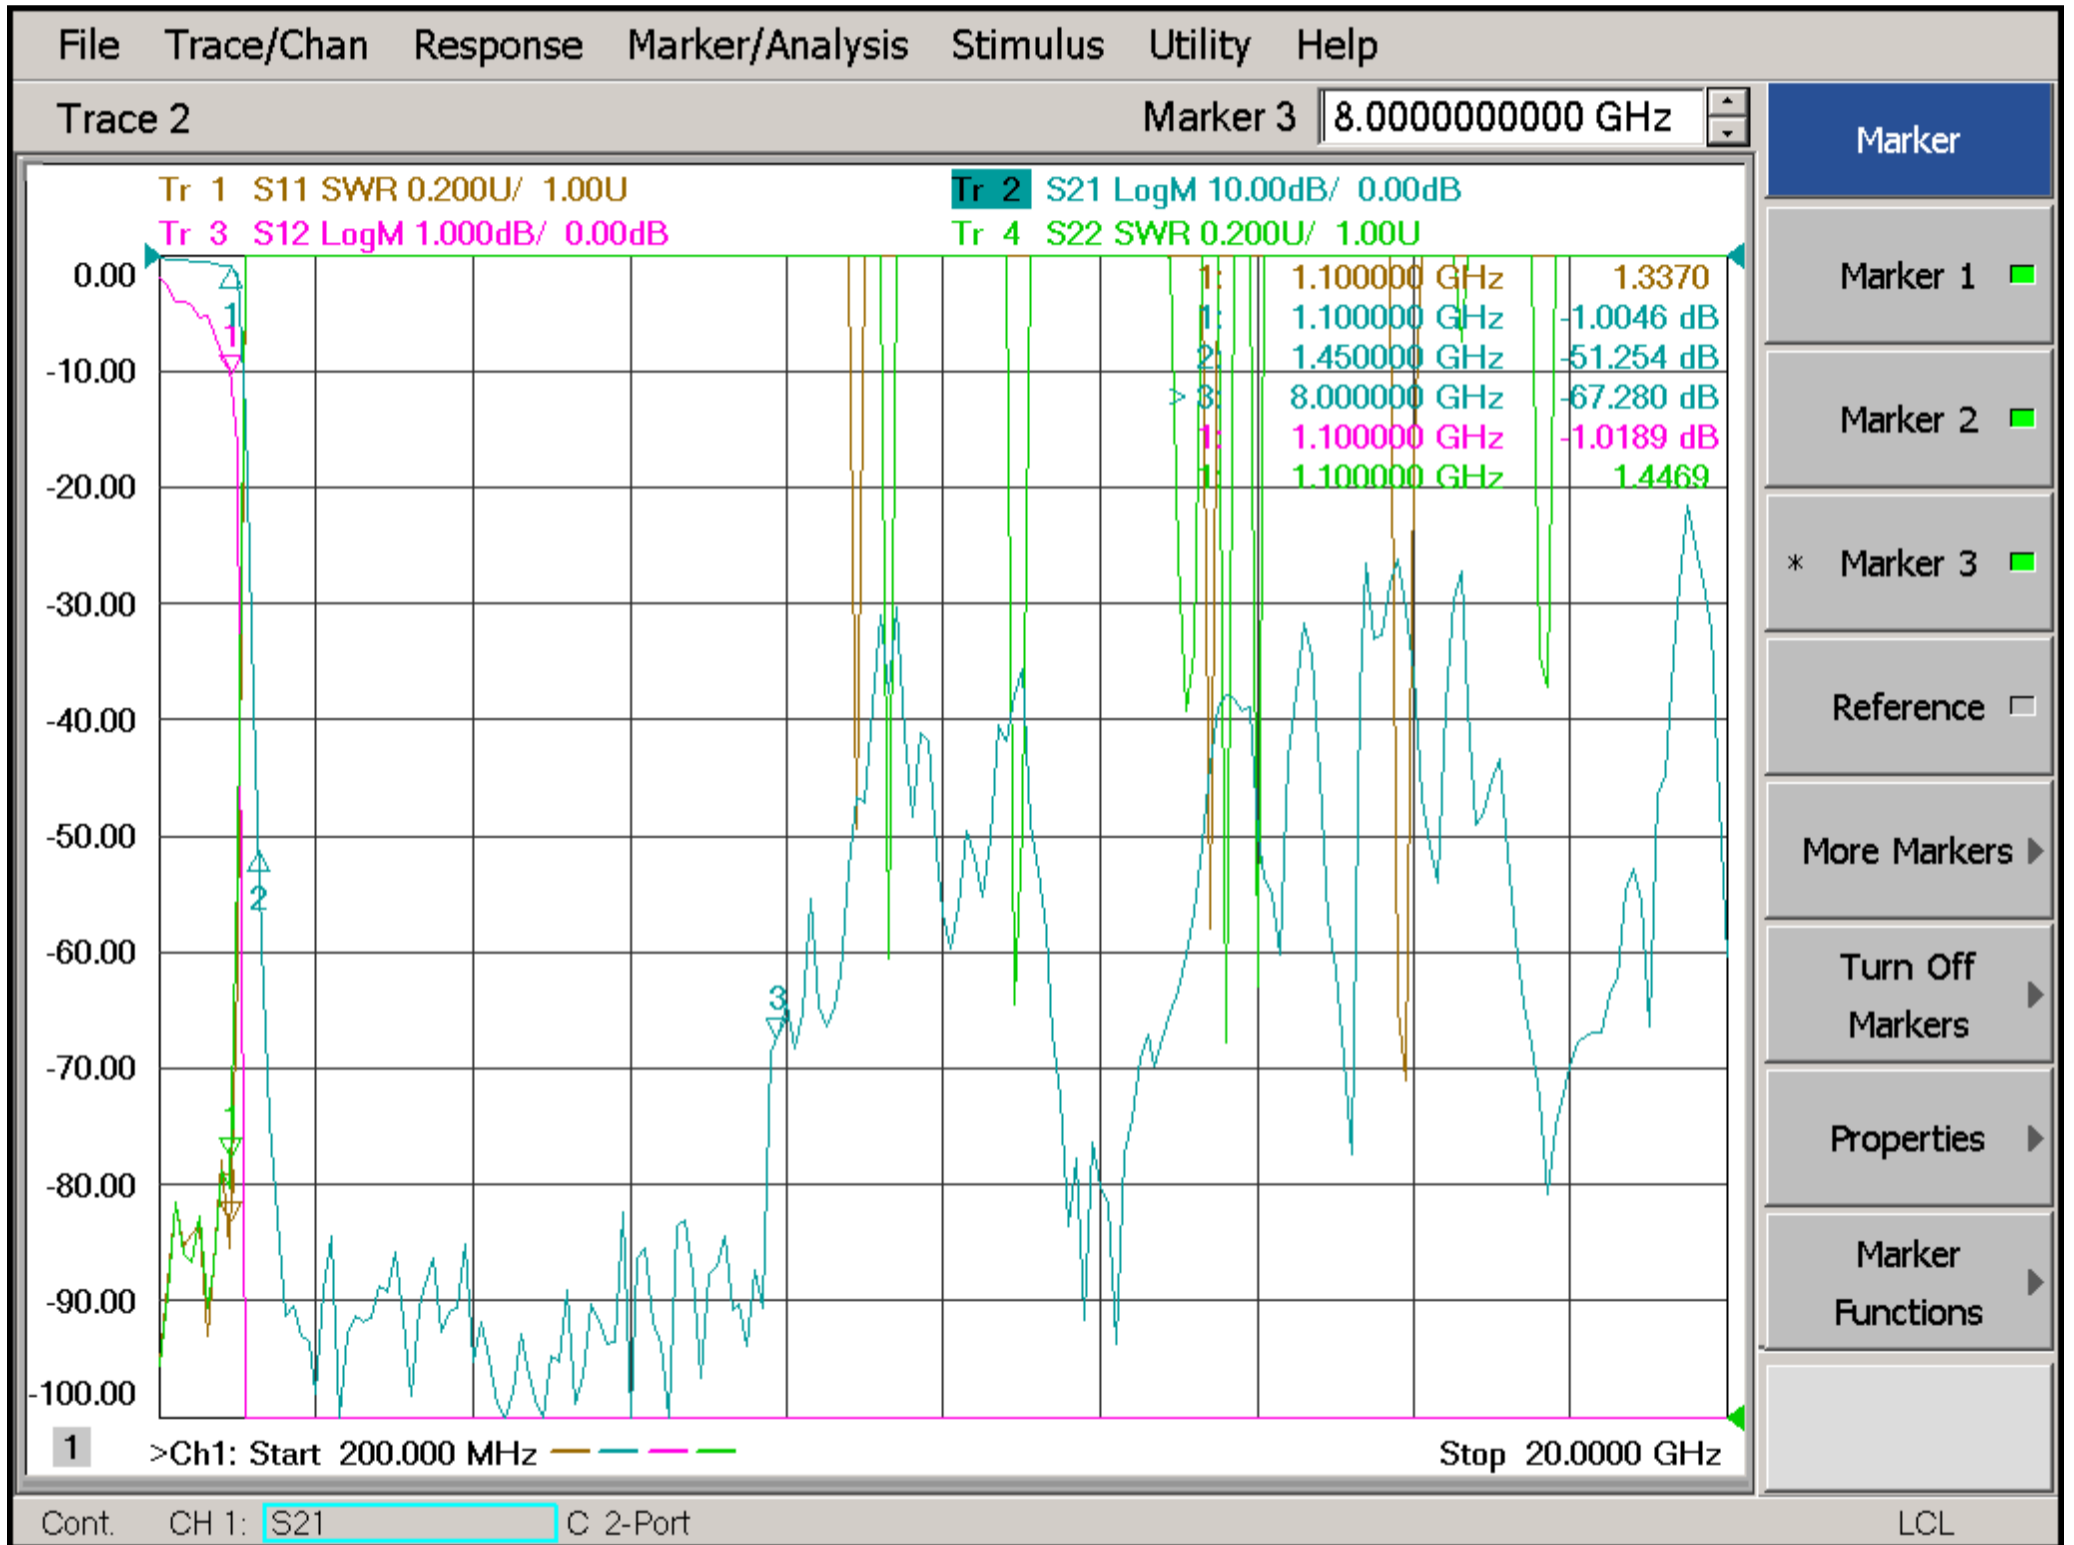 File Trace/Chan Response Marker/Analysis Stimulus Utility Help
Trace 2 Marker 3 8.0000000000 GHz
Tr 1 S11 SWR 0.200U/ 1.00U Tr 2 S21 LogM 10.00dB/ 0.00dB
Tr 3 S12 LogM 1.000dB/ 0.00dB Tr 4 S22 SWR 0.200U/ 1.00U
1: 1.100000 GHz 1.3370
1: 1.100000 GHz -1.0046 dB
2: 1.450000 GHz -51.254 dB
> 3: 8.000000 GHz -67.280 dB
1: 1.100000 GHz -1.0189 dB
1: 1.100000 GHz 1.4469
0.00
-10.00
-20.00
-30.00
-40.00
-50.00
-60.00
-70.00
-80.00
-90.00
-100.00
1
1
2
3
1
1 >Ch1: Start 200.000 MHz Stop 20.0000 GHz
Cont. CH 1: S21 C 2-Port LCL
Marker
Marker 1
Marker 2
* Marker 3
Reference
More Markers
Turn Off
Markers
Properties
Marker
Functions